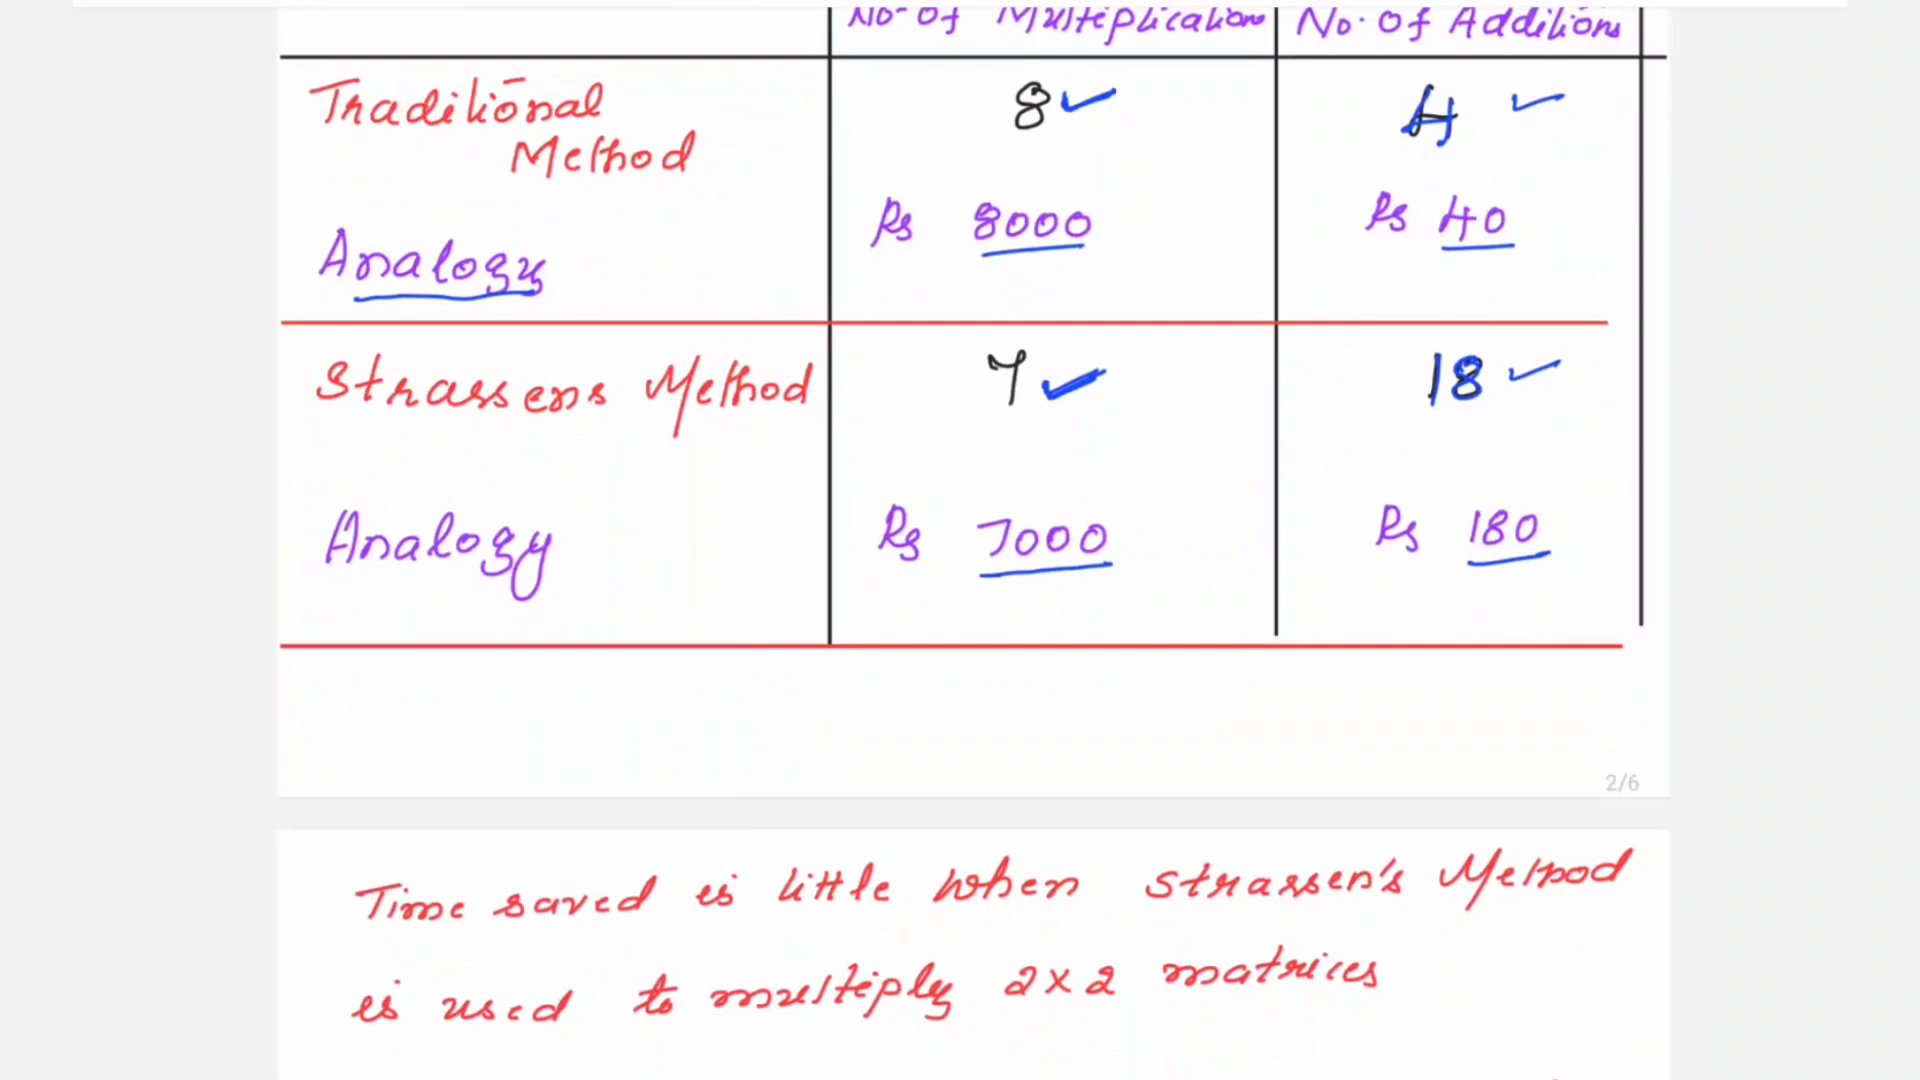 No. Of Multiplications No. Of Additions
Traditional 8 4
Method
Analogy Rs 8000 Rs 40
Strassens Method 7 18
Analogy Rs 7000 Rs 180
2/6
Time saved is little when Strassen's Method
is used to multiply 2x2 matrices